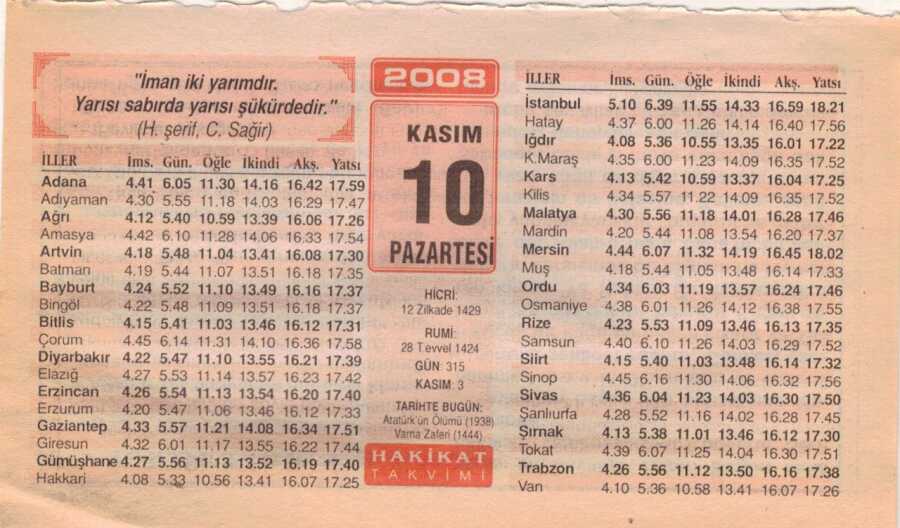 "İman iki yarımdır.
Yarısı sabırda yarısı şükürdedir."
(H. şerif, C. Sağir)
İLLER İms. Gün. Öğle İkindi Akş. Yatsı
Adana 4.41 6.05 11.30 14.16 16.42 17.59
Adıyaman 4.30 5.55 11.18 14.03 16.29 17.47
Ağrı 4.12 5.40 10.59 13.39 16.06 17.26
Amasya 4.42 6.10 11.28 14.06 16.33 17.54
Artvin 4.18 5.48 11.04 13.41 16.08 17.30
Batman 4.19 5.44 11.07 13.51 16.18 17.35
Bayburt 4.24 5.52 11.10 13.49 16.16 17.37
Bingöl 4.22 5.48 11.09 13.51 16.18 17.37
Bitlis 4.15 5.41 11.03 13.46 16.12 17.31
Çorum 4.45 6.14 11.31 14.10 16.36 17.58
Diyarbakır 4.22 5.47 11.10 13.55 16.21 17.39
Elazığ 4.27 5.53 11.14 13.57 16.23 17.42
Erzincan 4.26 5.54 11.13 13.54 16.20 17.40
Erzurum 4.20 5.47 11.06 13.46 16.12 17.33
Gaziantep 4.33 5.57 11.21 14.08 16.34 17.51
Giresun 4.32 6.01 11.17 13.55 16.22 17.44
Gümüşhane 4.27 5.56 11.13 13.52 16.19 17.40
Hakkari 4.08 5.33 10.56 13.41 16.07 17.25
2008
KASIM
10
PAZARTESİ
HİCRİ:
12 Zilkade 1429
RUMİ:
28 T.evvel 1424
GÜN: 315
KASIM: 3
TARİHTE BUGÜN:
Atatürk'ün Ölümü (1938)
Varna Zaferi (1444)
HAKİKAT
TAKVİMİ
İLLER İms. Gün. Öğle İkindi Akş. Yatsı
İstanbul 5.10 6.39 11.55 14.33 16.59 18.21
Hatay 4.37 6.00 11.26 14.14 16.40 17.56
Iğdır 4.08 5.36 10.55 13.35 16.01 17.22
K.Maraş 4.35 6.00 11.23 14.09 16.35 17.52
Kars 4.13 5.42 10.59 13.37 16.04 17.25
Kilis 4.34 5.57 11.22 14.09 16.35 17.52
Malatya 4.30 5.56 11.18 14.01 16.28 17.46
Mardin 4.20 5.44 11.08 13.54 16.20 17.37
Mersin 4.44 6.07 11.32 14.19 16.45 18.02
Muş 4.18 5.44 11.05 13.48 16.14 17.33
Ordu 4.34 6.03 11.19 13.57 16.24 17.46
Osmaniye 4.38 6.01 11.26 14.12 16.38 17.55
Rize 4.23 5.53 11.09 13.46 16.13 17.35
Samsun 4.40 6.10 11.26 14.03 16.29 17.52
Siirt 4.15 5.40 11.03 13.48 16.14 17.32
Sinop 4.45 6.16 11.30 14.06 16.32 17.56
Sivas 4.36 6.04 11.23 14.03 16.30 17.50
Şanlıurfa 4.28 5.52 11.16 14.02 16.28 17.45
Şırnak 4.13 5.38 11.01 13.46 16.12 17.30
Tokat 4.39 6.07 11.25 14.04 16.30 17.51
Trabzon 4.26 5.56 11.12 13.50 16.16 17.38
Van 4.10 5.36 10.58 13.41 16.07 17.26